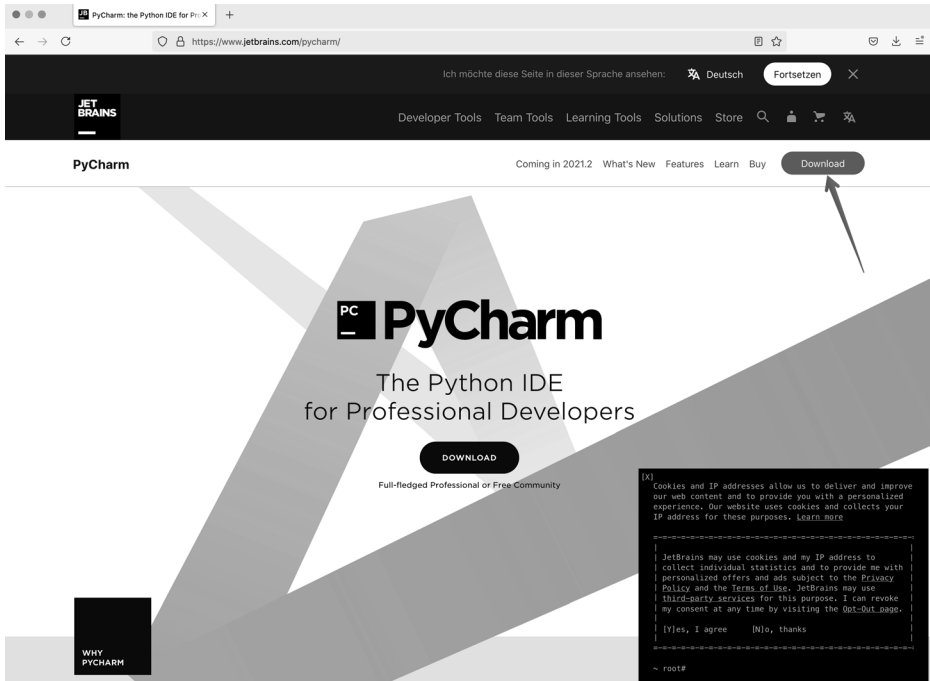 PyCharm: the Python IDE for Pro
https://www.jetbrains.com/pycharm/
Ich möchte diese Seite in dieser Sprache ansehen: Deutsch Fortsetzen
JET
BRAINS
Developer Tools Team Tools Learning Tools Solutions Store
PyCharm
Coming in 2021.2 What's New Features Learn Buy Download
PC
PyCharm
The Python IDE
for Professional Developers
DOWNLOAD
Full-fledged Professional or Free Community
WHY
PYCHARM
[X]
Cookies and IP addresses allow us to deliver and improve
our web content and to provide you with a personalized
experience. Our website uses cookies and collects your
IP address for these purposes. Learn more
JetBrains may use cookies and my IP address to
collect individual statistics and to provide me with
personalized offers and ads subject to the Privacy
Policy and the Terms of Use. JetBrains may use
third-party services for this purpose. I can revoke
my consent at any time by visiting the Opt-Out page.
[Y]es, I agree [N]o, thanks
~ root#